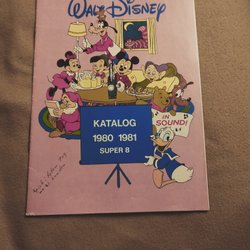 WALT DISNEY
KATALOG
1980 1981
SUPER 8
IN
SOUND!